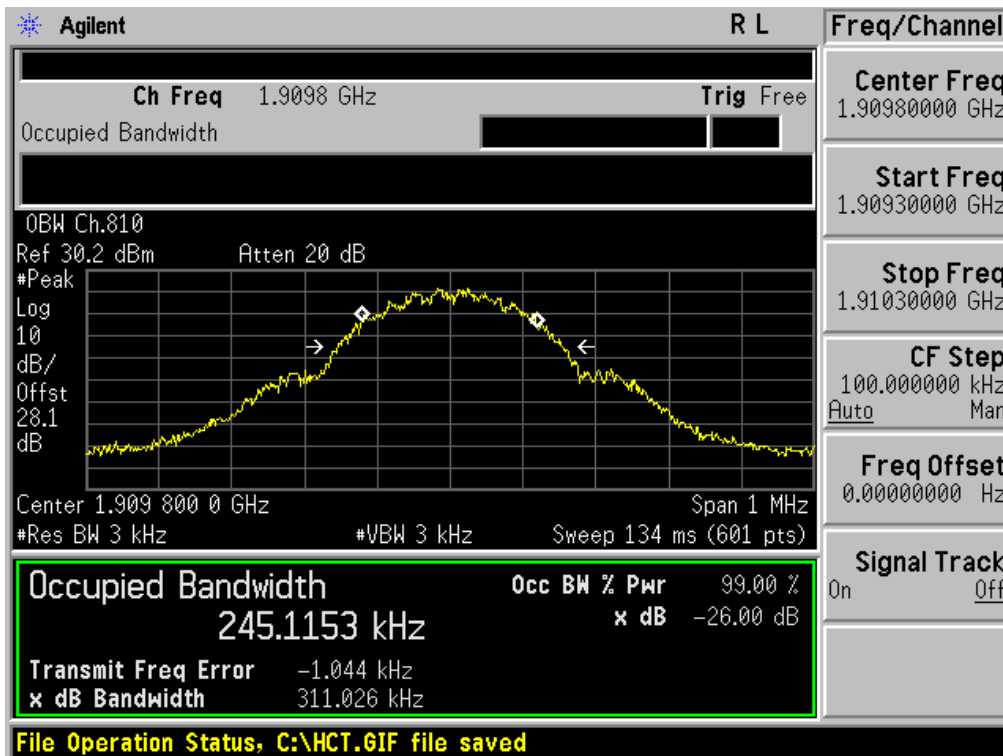 Agilent R L
Freq/Channel
Ch Freq 1.9098 GHz Trig Free
Occupied Bandwidth
Center Freq
1.90980000 GHz
Start Freq
1.90930000 GHz
Stop Freq
1.91030000 GHz
CF Step
100.000000 kHz
Auto Man
Freq Offset
0.00000000 Hz
Signal Track
On Off
OBW Ch.810
Ref 30.2 dBm Atten 20 dB
#Peak
Log
10
dB/
Offst
28.1
dB
Center 1.909 800 0 GHz Span 1 MHz
#Res BW 3 kHz #VBW 3 kHz Sweep 134 ms (601 pts)
Occupied Bandwidth Occ BW % Pwr 99.00 %
245.1153 kHz x dB -26.00 dB
Transmit Freq Error -1.044 kHz
x dB Bandwidth 311.026 kHz
File Operation Status, C:\HCT.GIF file saved